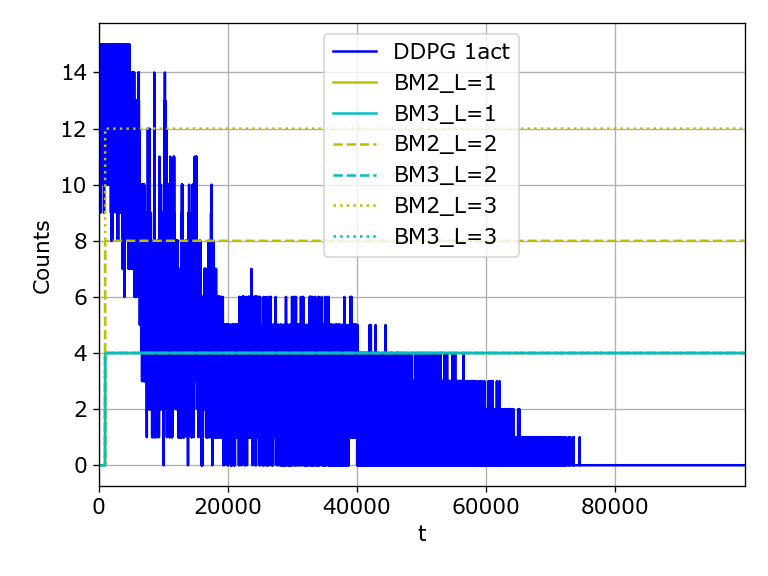 DDPG 1act
BM2_L=1
BM3_L=1
BM2_L=2
BM3_L=2
BM2_L=3
BM3_L=3
Counts
14
12
10
8
6
4
2
0
0 20000 40000 60000 80000
t